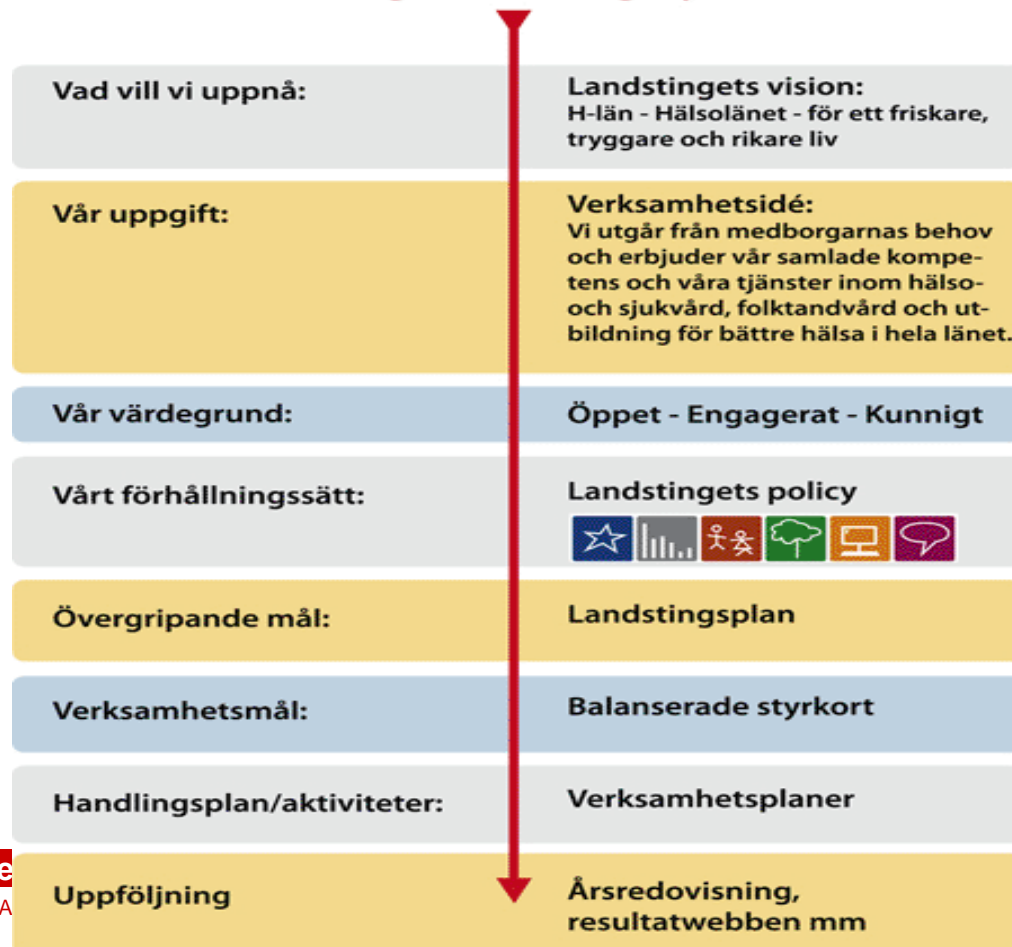 Vad vill vi uppnå:
Landstingets vision:
H-län - Hälsolänet - för ett friskare,
tryggare och rikare liv
Vår uppgift:
Verksamhetsidé:
Vi utgår från medborgarnas behov
och erbjuder vår samlade kompe-
tens och våra tjänster inom hälso-
och sjukvård, folktandvård och ut-
bildning för bättre hälsa i hela länet.
Vår värdegrund:
Öppet - Engagerat - Kunnigt
Vårt förhållningssätt:
Landstingets policy
Övergripande mål:
Landstingsplan
Verksamhetsmål:
Balanserade styrkort
Handlingsplan/aktiviteter:
Verksamhetsplaner
Uppföljning
Årsredovisning,
resultatwebben mm
e
A